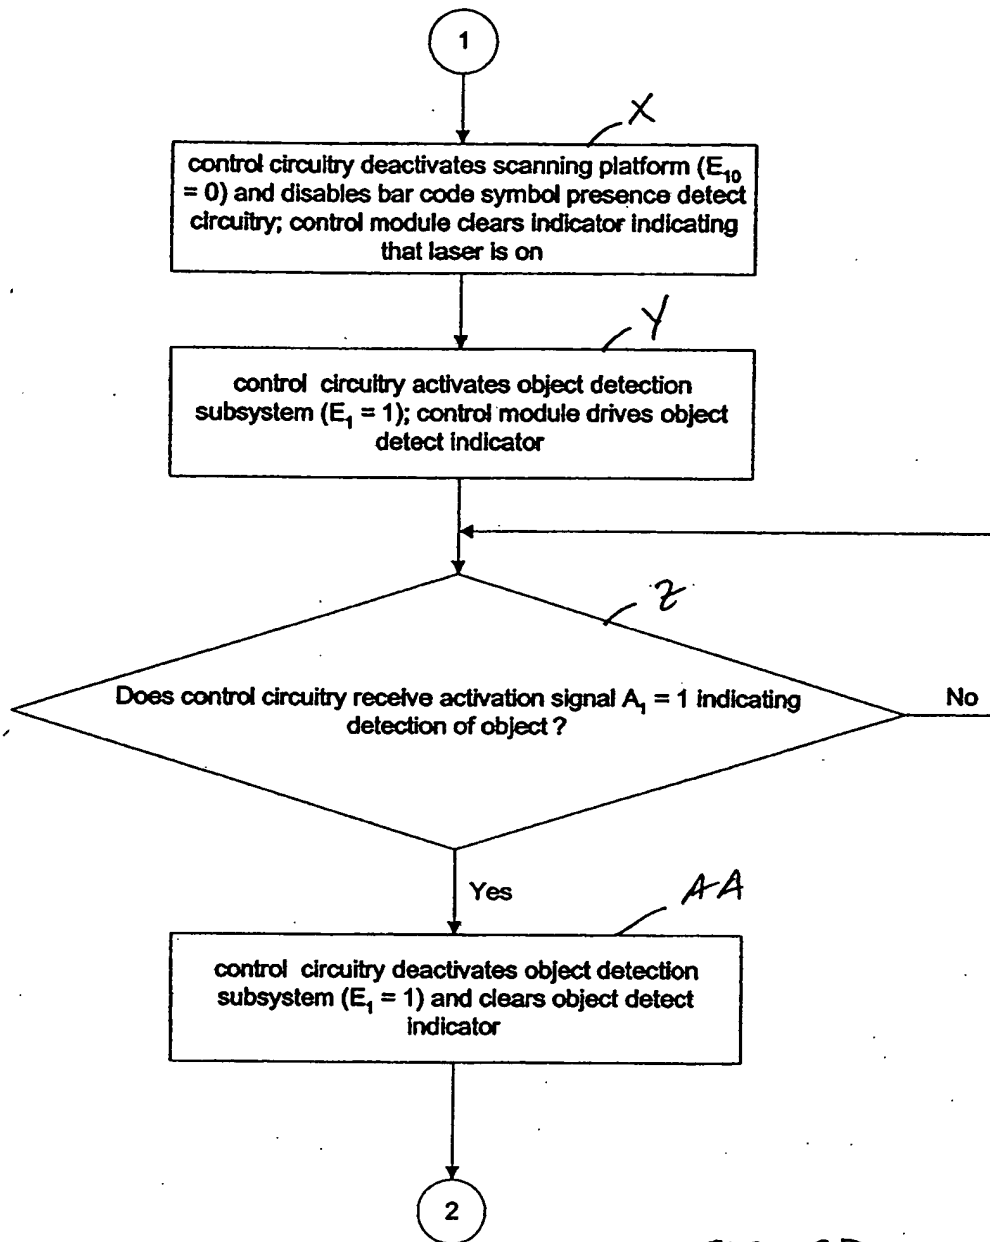 1
X
control circuitry deactivates scanning platform (E₁₀
= 0) and disables bar code symbol presence detect
circuitry; control module clears indicator indicating
that laser is on
Y
control circuitry activates object detection
subsystem (E₁ = 1); control module drives object
detect indicator
Z
Does control circuitry receive activation signal A₁ = 1 indicating
detection of object ?
No
Yes
AA
control circuitry deactivates object detection
subsystem (E₁ = 1) and clears object detect
indicator
2